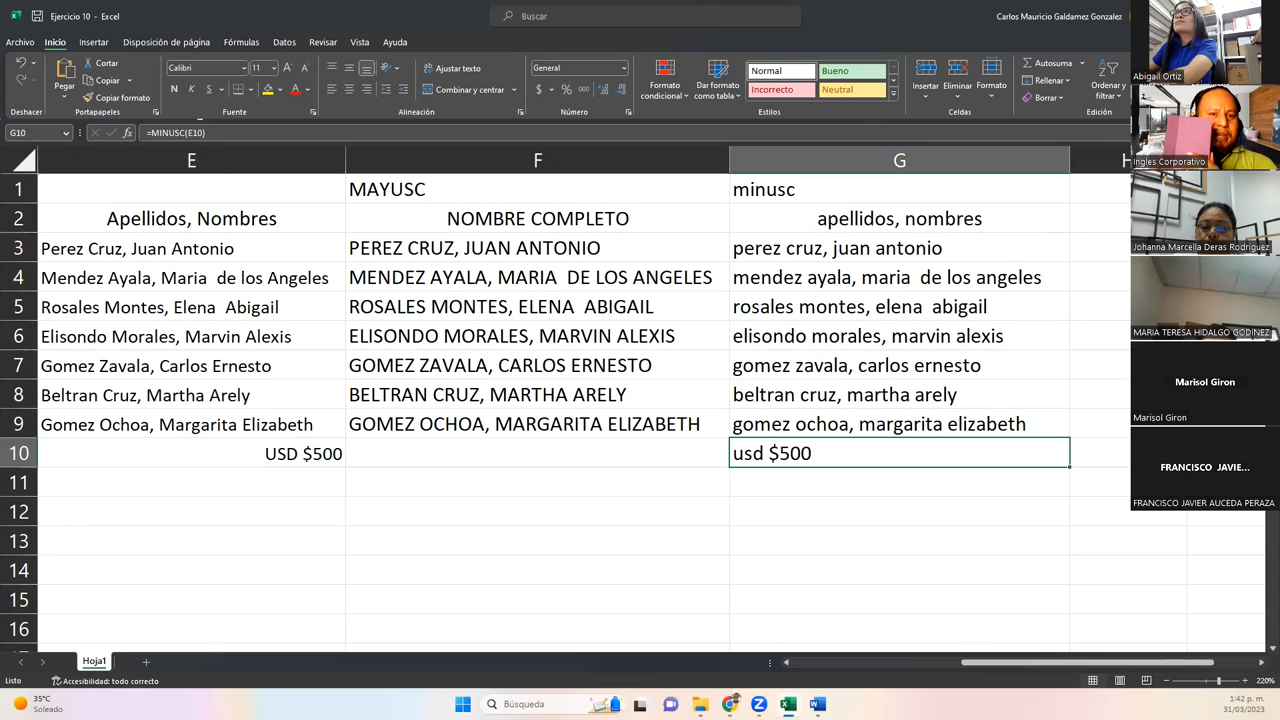 Ejercicio 10 - Excel
Buscar
Carlos Mauricio Galdamez Gonzalez
Archivo Inicio Insertar Disposición de página Fórmulas Datos Revisar Vista Ayuda
Pegar
Cortar
Copiar
Copiar formato
Calibri 11
N K S
Fuente
Ajustar texto
Combinar y centrar
Alineación
General
$ % 000
Número
Formato condicional
Dar formato como tabla
Normal Bueno
Incorrecto Neutral
Estilos
Insertar Eliminar Formato
Celdas
Autosuma
Rellenar
Borrar
Ordenar y filtrar
Edición
G10 fx =MINUSC(E10)
E F G H
1 MAYUSC minusc
2 Apellidos, Nombres NOMBRE COMPLETO apellidos, nombres
3 Perez Cruz, Juan Antonio PEREZ CRUZ, JUAN ANTONIO perez cruz, juan antonio
4 Mendez Ayala, Maria  de los Angeles MENDEZ AYALA, MARIA  DE LOS ANGELES mendez ayala, maria  de los angeles
5 Rosales Montes, Elena  Abigail ROSALES MONTES, ELENA  ABIGAIL rosales montes, elena  abigail
6 Elisondo Morales, Marvin Alexis ELISONDO MORALES, MARVIN ALEXIS elisondo morales, marvin alexis
7 Gomez Zavala, Carlos Ernesto GOMEZ ZAVALA, CARLOS ERNESTO gomez zavala, carlos ernesto
8 Beltran Cruz, Martha Arely BELTRAN CRUZ, MARTHA ARELY beltran cruz, martha arely
9 Gomez Ochoa, Margarita Elizabeth GOMEZ OCHOA, MARGARITA ELIZABETH gomez ochoa, margarita elizabeth
10 USD $500 usd $500
11
12
13
14
15
16
Hoja1
Listo
Accesibilidad: todo correcto
220%
35°C
Soleado
Búsqueda
1:42 p. m.
31/03/2023
Abigail Ortiz
Ingles Corporativo
Johanna Marcella Deras Rodriguez
MARIA TERESA HIDALGO GODINEZ
Marisol Giron
Marisol Giron
FRANCISCO JAVIE...
FRANCISCO JAVIER AUCEDA PERAZA